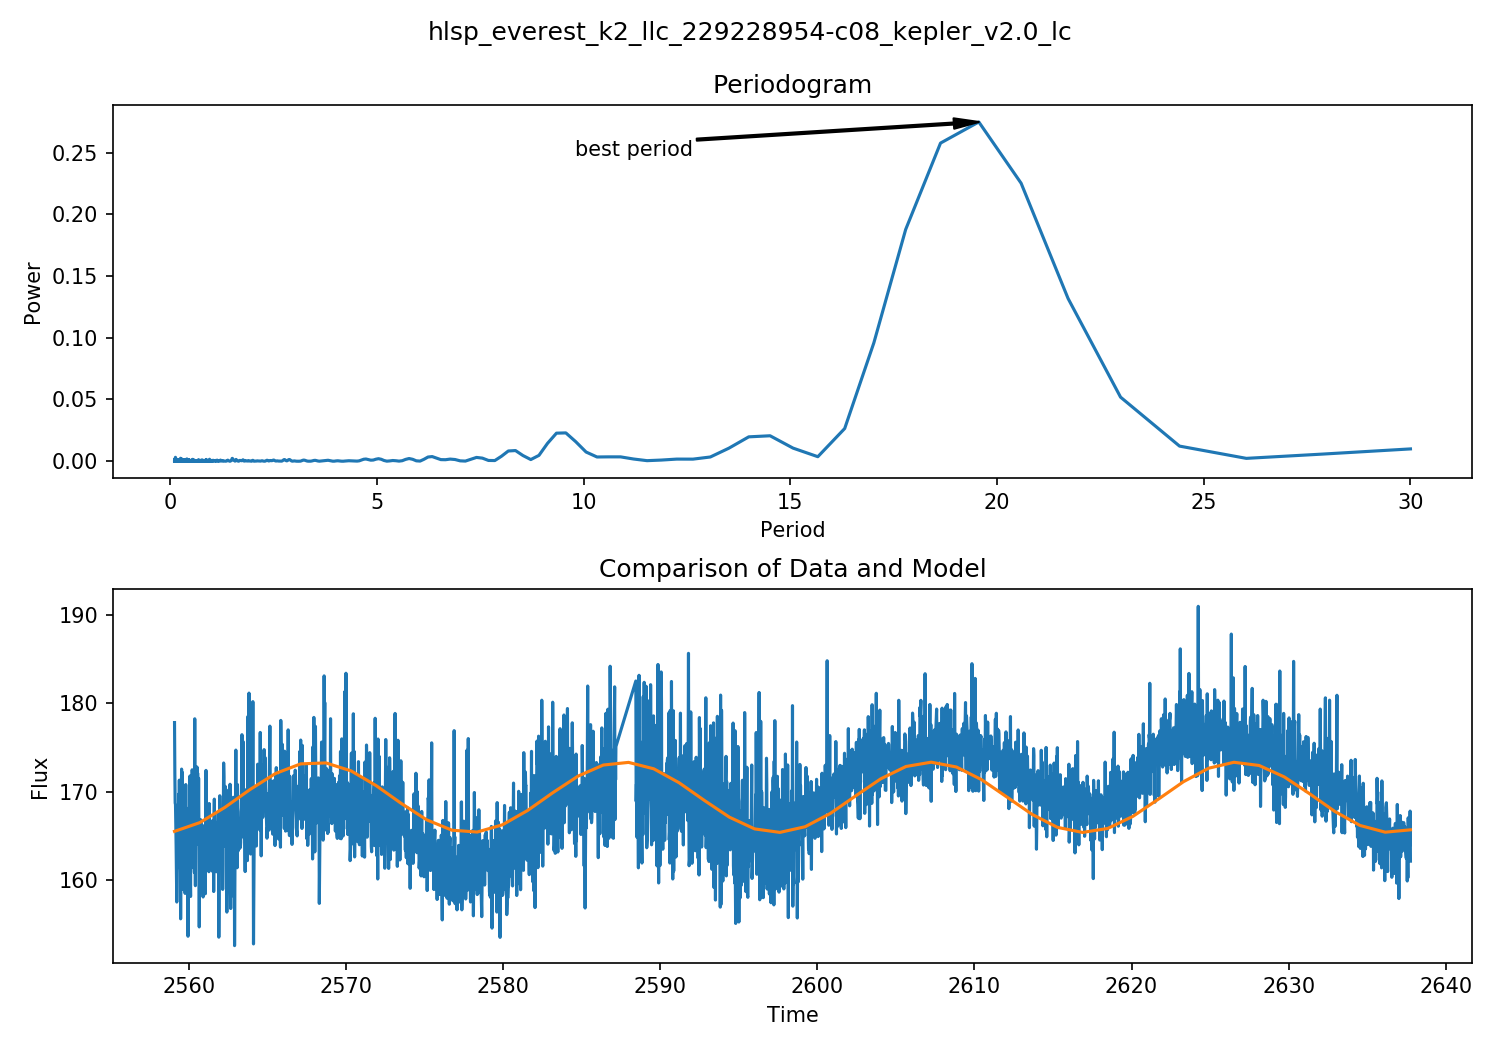 hlsp_everest_k2_llc_229228954-c08_kepler_v2.0_lc
Periodogram
best period
0.25
0.20
0.15
0.10
0.05
0.00
Power
0 5 10 15 20 25 30
Period
Comparison of Data and Model
190
180
170
160
Flux
2560 2570 2580 2590 2600 2610 2620 2630 2640
Time